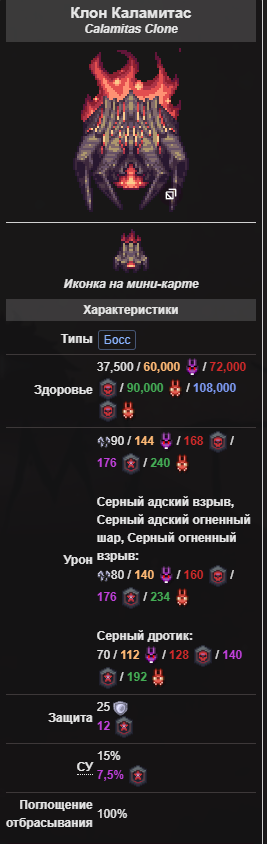 Клон Каламитас
Calamitas Clone
Иконка на мини-карте
Характеристики
Типы Босс
Здоровье 37,500 / 60,000 / 72,000
/ 90,000 / 108,000
Урон
90 / 144 / 168 /
176 / 240
Серный адский взрыв,
Серный адский огненный
шар, Серный огненный
взрыв:
80 / 140 / 160 /
176 / 234
Серный дротик:
70 / 112 / 128 / 140
/ 192
Защита 25
12
СУ 15%
7,5%
Поглощение
отбрасывания 100%